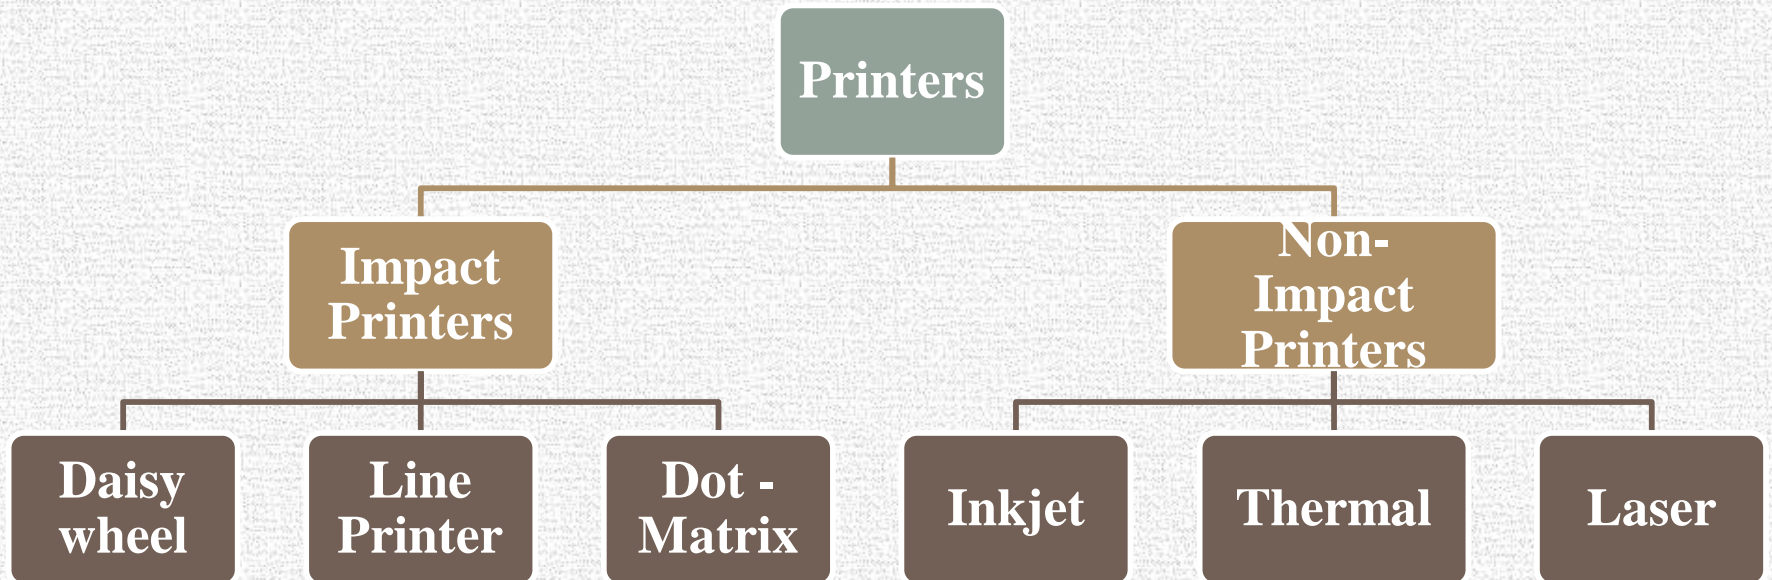 Printers
Impact
Printers
Non-
Impact
Printers
Daisy
wheel
Line
Printer
Dot -
Matrix
Inkjet
Thermal
Laser